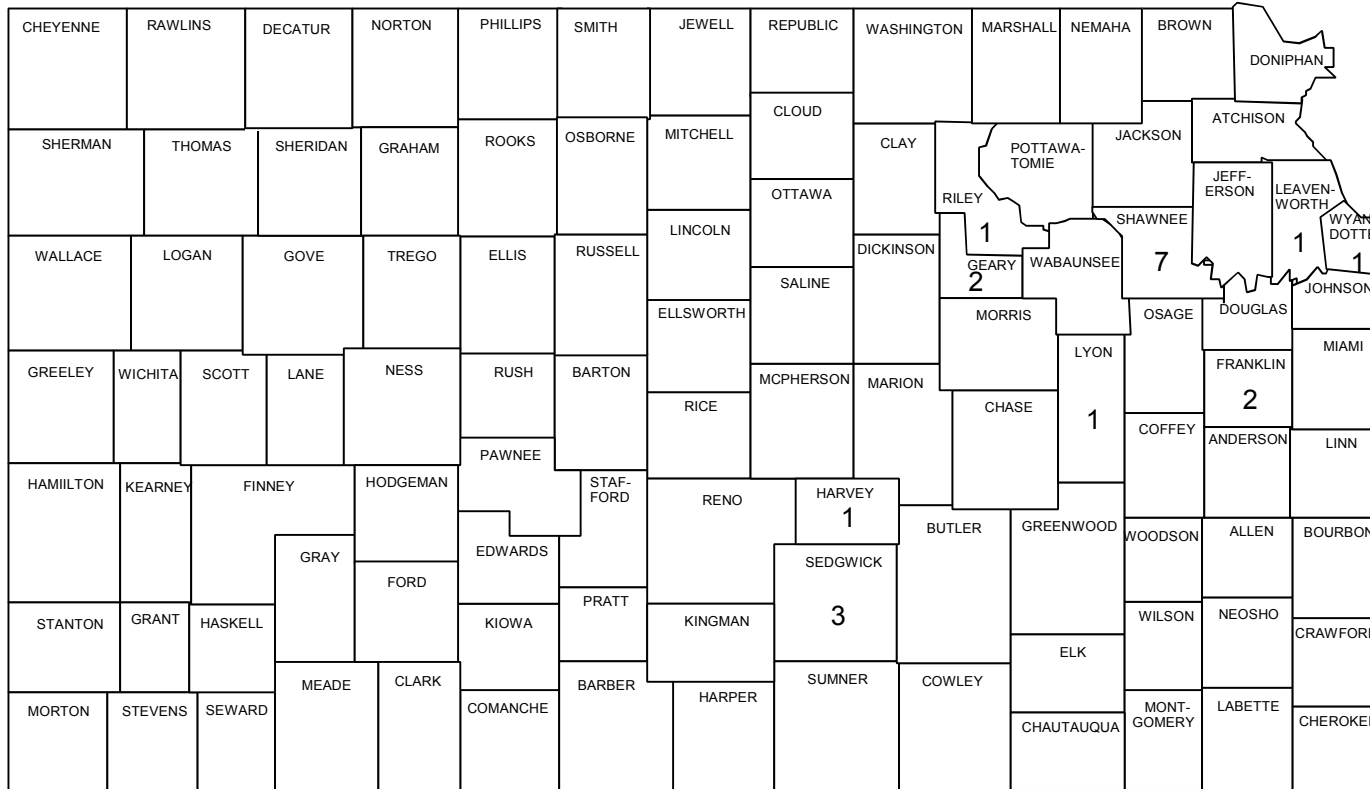 CHEYENNE
RAWLINS
DECATUR
NORTON
PHILLIPS
SMITH
JEWELL
REPUBLIC
WASHINGTON
MARSHALL
NEMAHA
BROWN
DONIPHAN
SHERMAN
THOMAS
SHERIDAN
GRAHAM
ROOKS
OSBORNE
MITCHELL
CLOUD
CLAY
RILEY
1
POTTAWA-
TOMIE
JACKSON
ATCHISON
JEFF-
ERSON
LEAVEN-
WORTH
1
WYAN
DOTTE
1
OTTAWA
SHAWNEE
7
WALLACE
LOGAN
GOVE
TREGO
ELLIS
RUSSELL
LINCOLN
SALINE
DICKINSON
GEARY
2
WABAUNSEE
DOUGLAS
JOHNSON
ELLSWORTH
MORRIS
OSAGE
GREELEY
WICHITA
SCOTT
LANE
NESS
RUSH
BARTON
RICE
MCPHERSON
MARION
CHASE
LYON
1
FRANKLIN
2
MIAMI
COFFEY
ANDERSON
LINN
HAMIILTON
KEARNEY
FINNEY
HODGEMAN
PAWNEE
STAF-
FORD
RENO
HARVEY
1
BUTLER
GREENWOOD
WOODSON
ALLEN
BOURBON
GRAY
FORD
EDWARDS
PRATT
SEDGWICK
3
STANTON
GRANT
HASKELL
KIOWA
KINGMAN
ELK
WILSON
NEOSHO
CRAWFORD
MORTON
STEVENS
SEWARD
MEADE
CLARK
COMANCHE
BARBER
HARPER
SUMNER
COWLEY
CHAUTAUQUA
MONT-
GOMERY
LABETTE
CHEROKEE